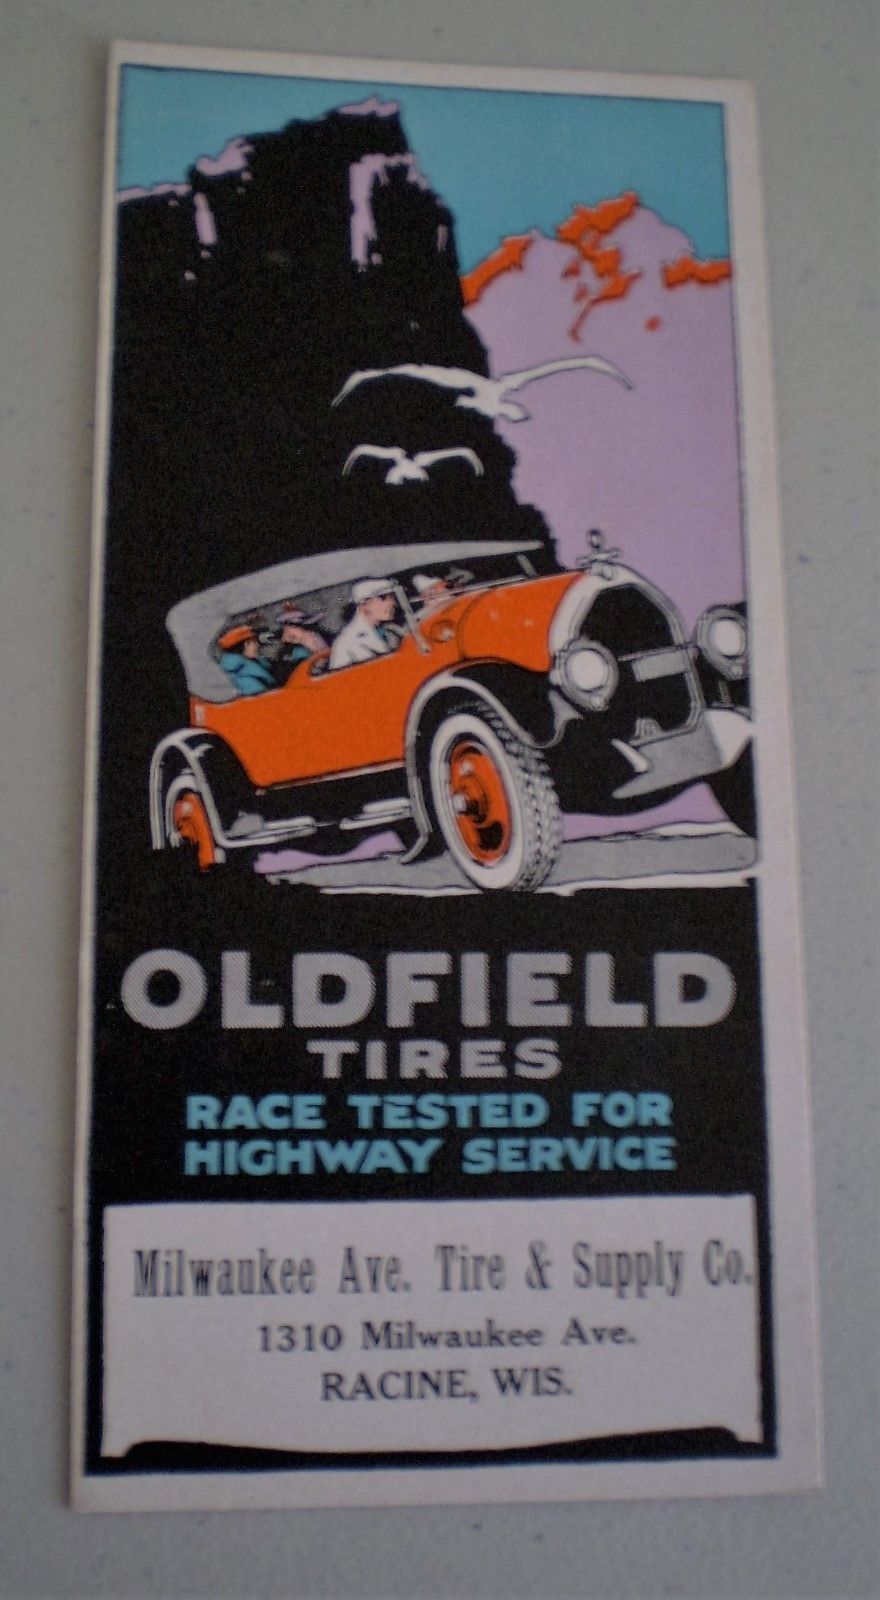 OLDFIELD
TIRES
RACE TESTED FOR
HIGHWAY SERVICE
Milwaukee Ave. Tire & Supply Co.
1310 Milwaukee Ave.
RACINE, WIS.